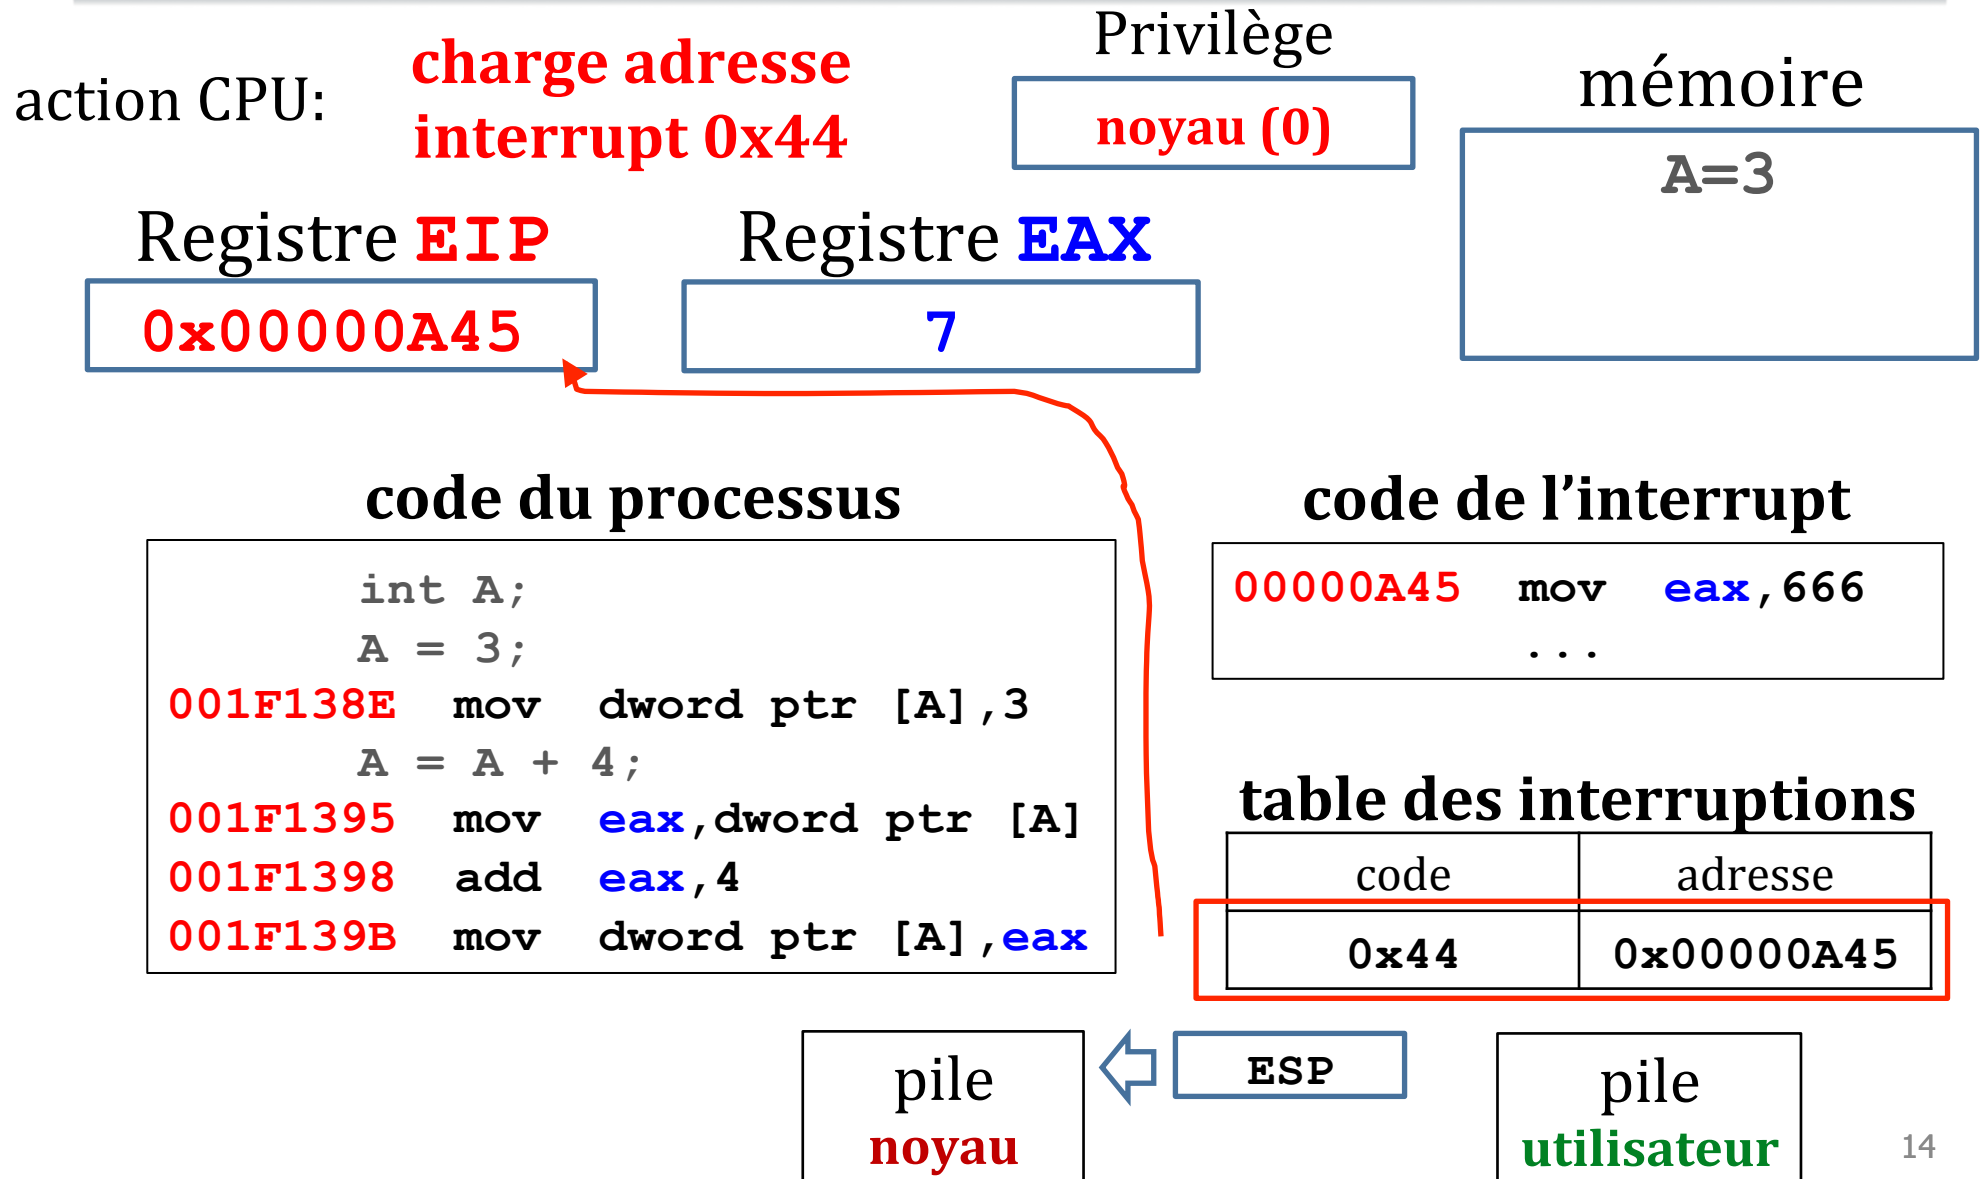 action CPU:
charge adresse
interrupt 0x44
Privilège
noyau (0)
mémoire
A=3
Registre EIP
0x00000A45
Registre EAX
7
code du processus
int A;
A = 3;
001F138E mov dword ptr [A],3
A = A + 4;
001F1395 mov eax,dword ptr [A]
001F1398 add eax,4
001F139B mov dword ptr [A],eax
code de l’interrupt
00000A45 mov eax,666
...
table des interruptions
code adresse
0x44 0x00000A45
pile
noyau
ESP
pile
utilisateur
14